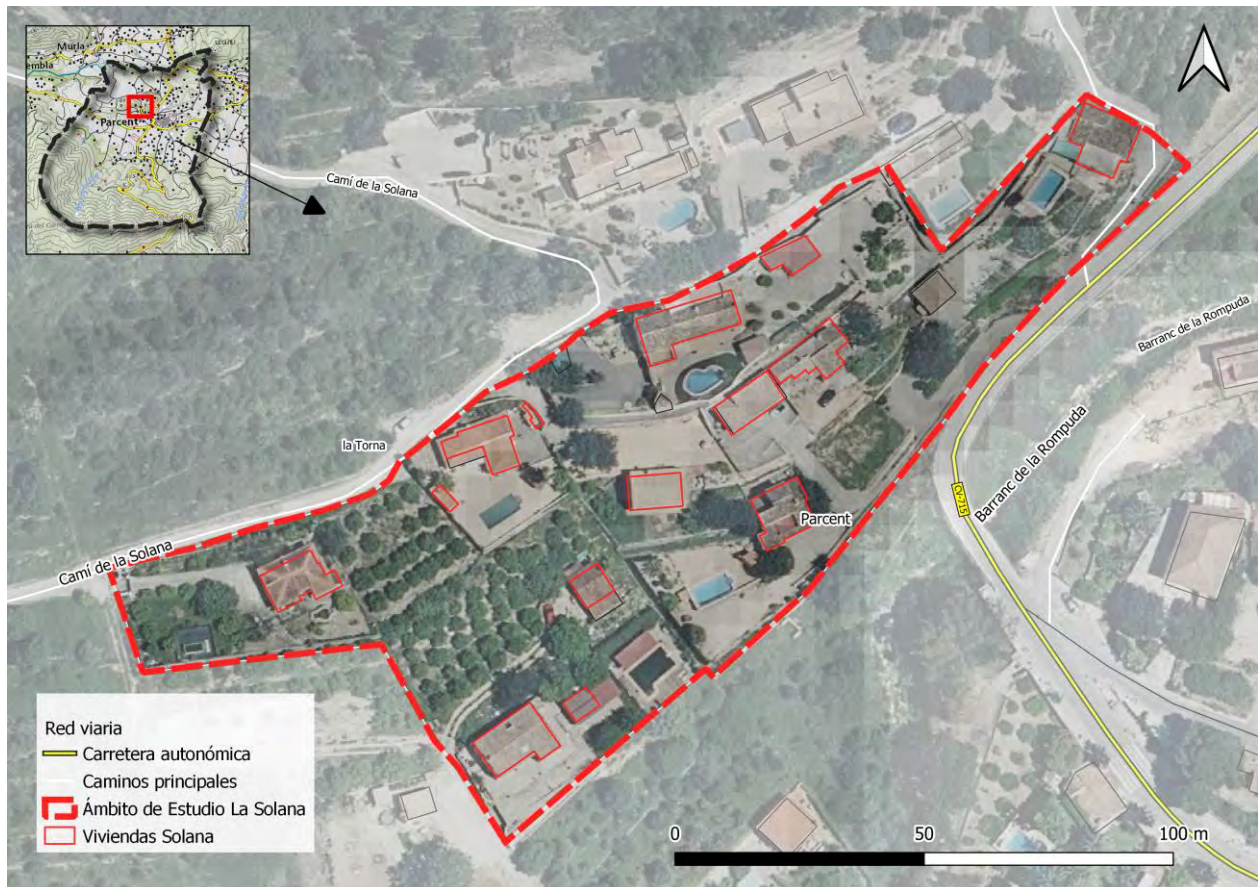 Murla
Parcent
Camí de la Solana
la Torna
Camí de la Solana
Parcent
CV-715
Barranc de la Rompuda
Barranc de la Rompuda
Red viaria
Carretera autonómica
Caminos principales
Ámbito de Estudio La Solana
Viviendas Solana
0 50 100 m